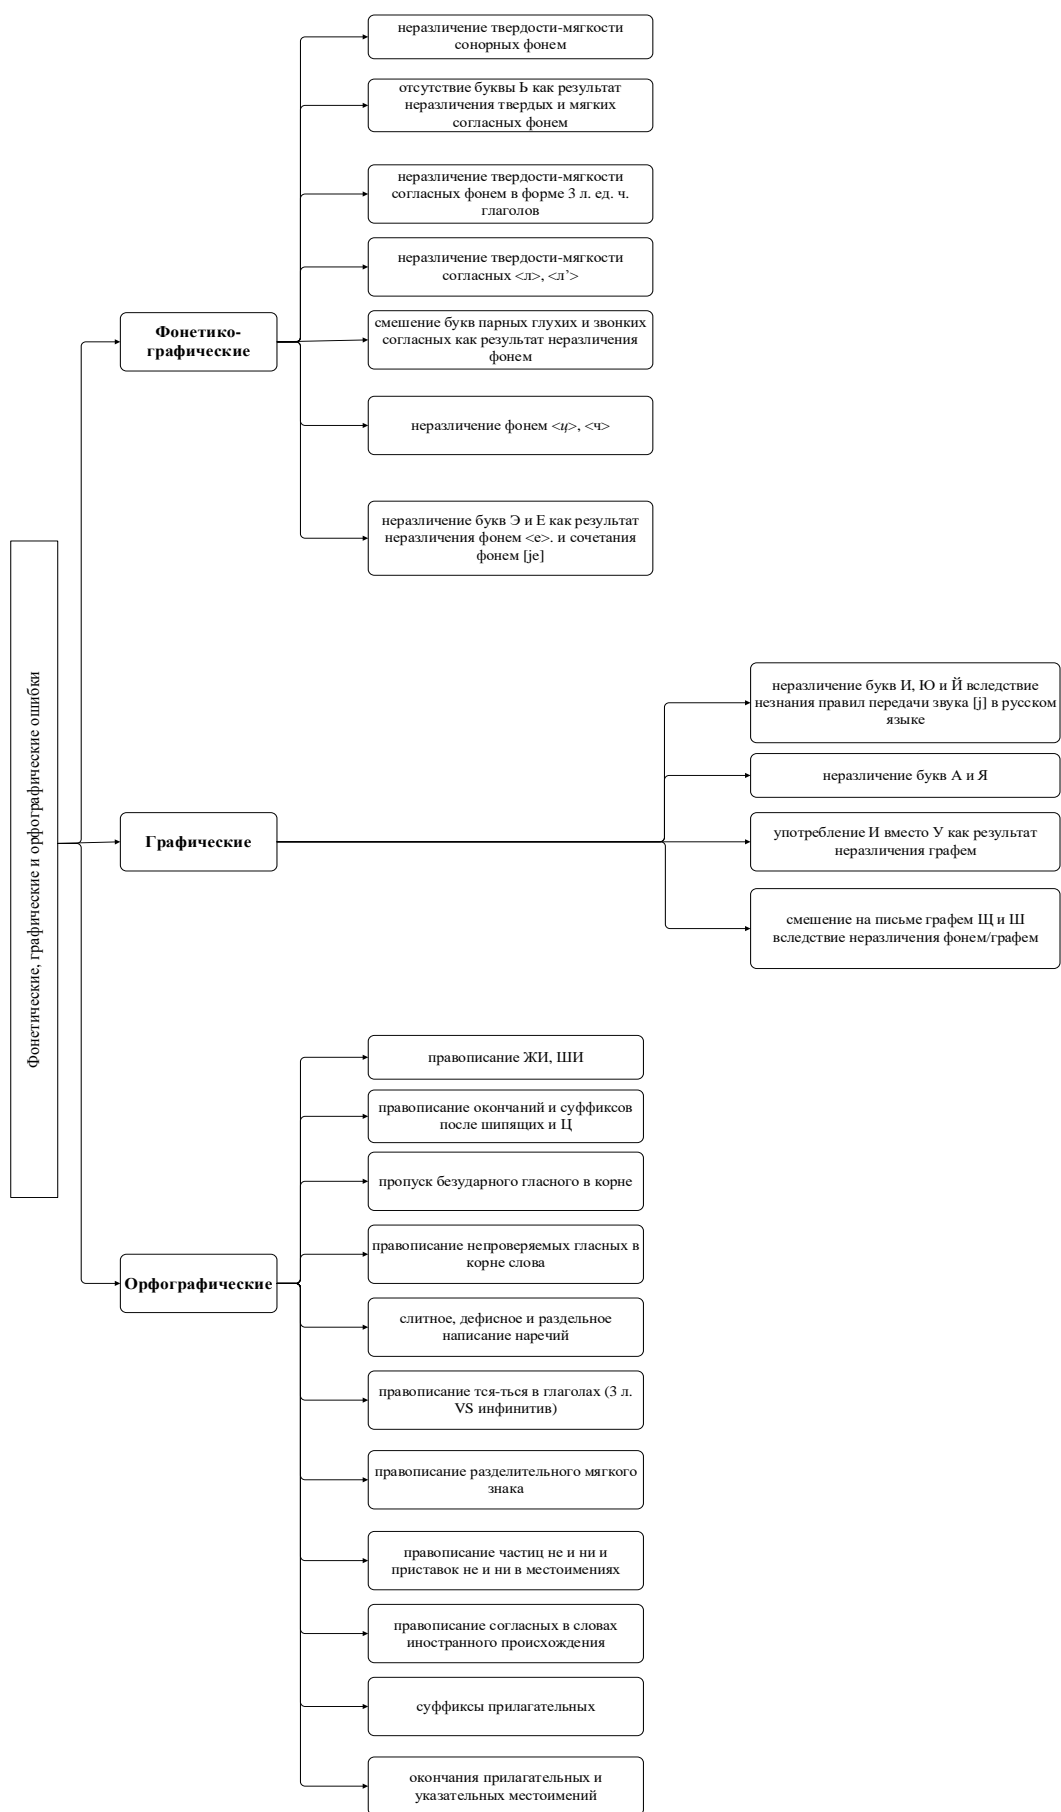 Фонетические, графические и орфографические ошибки
Фонетико-
графические
неразличение твердости-мягкости
сонорных фонем
отсутствие буквы Ь как результат
неразличения твердых и мягких
согласных фонем
неразличение твердости-мягкости
согласных фонем в форме 3 л. ед. ч.
глаголов
неразличение твердости-мягкости
согласных <л>, <л’>
смешение букв парных глухих и звонких
согласных как результат неразличения
фонем
неразличение фонем <ц>, <ч>
неразличение букв Э и Е как результат
неразличения фонем <е>. и сочетания
фонем [je]
Графические
неразличение букв И, Ю и Й вследствие
незнания правил передачи звука [j] в русском
языке
неразличение букв А и Я
употребление И вместо У как результат
неразличения графем
смешение на письме графем Щ и Ш
вследствие неразличения фонем/графем
Орфографические
правописание ЖИ, ШИ
правописание окончаний и суффиксов
после шипящих и Ц
пропуск безударного гласного в корне
правописание непроверяемых гласных в
корне слова
слитное, дефисное и раздельное
написание наречий
правописание тся-ться в глаголах (3 л.
VS инфинитив)
правописание разделительного мягкого
знака
правописание частиц не и ни и
приставок не и ни в местоимениях
правописание согласных в словах
иностранного происхождения
суффиксы прилагательных
окончания прилагательных и
указательных местоимений